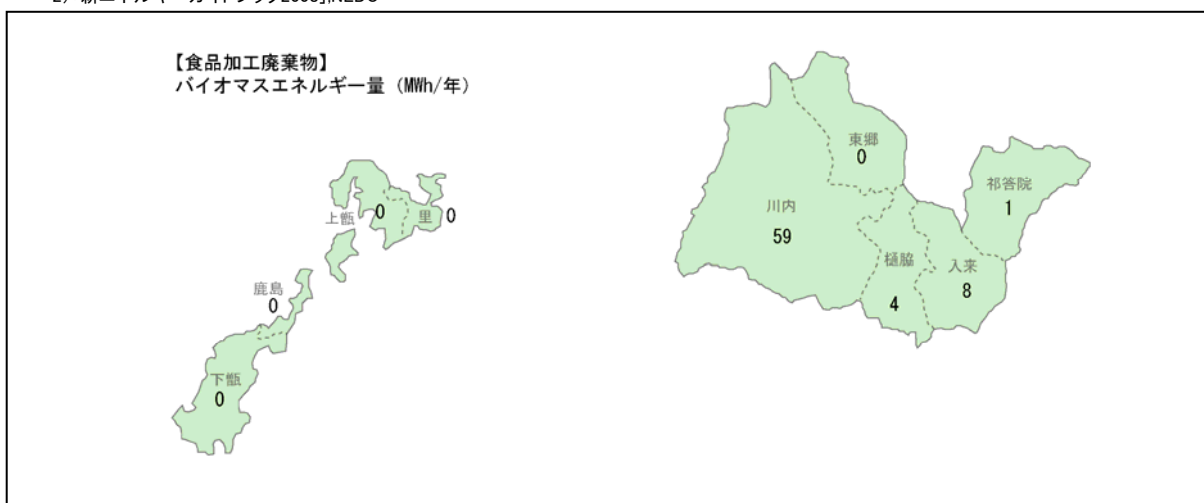 【食品加工廃棄物】
バイオマスエネルギー量（MWh/年）
東郷
0
祁答院
1
川内
59
樋脇
4
入来
8
上甑
0
里
0
鹿島
0
下甑
0